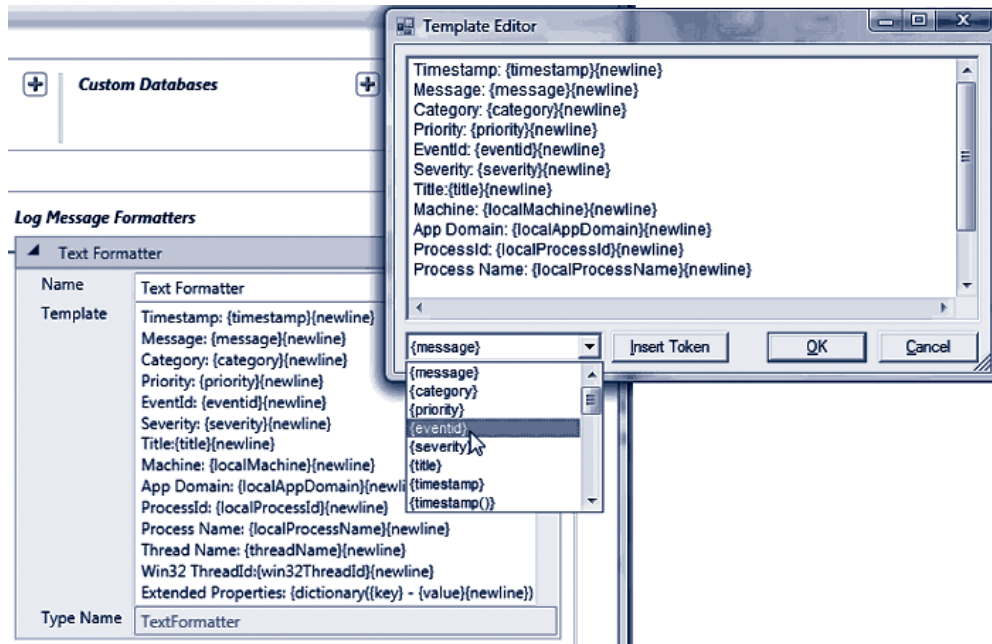 Template Editor
Timestamp: {timestamp}{newline}
Message: {message}{newline}
Category: {category}{newline}
Priority: {priority}{newline}
EventId: {eventid}{newline}
Severity: {severity}{newline}
Title:{title}{newline}
Machine: {localMachine}{newline}
App Domain: {localAppDomain}{newline}
ProcessId: {localProcessId}{newline}
Process Name: {localProcessName}{newline}
{message}
Insert Token
OK
Cancel
{message}
{category}
{priority}
{eventid}
{severity}
{title}
{timestamp}
{timestamp()}
Custom Databases
Log Message Formatters
Text Formatter
Name
Text Formatter
Template
Timestamp: {timestamp}{newline}
Message: {message}{newline}
Category: {category}{newline}
Priority: {priority}{newline}
EventId: {eventid}{newline}
Severity: {severity}{newline}
Title:{title}{newline}
Machine: {localMachine}{newline}
App Domain: {localAppDomain}{newli
ProcessId: {localProcessId}{newline}
Process Name: {localProcessName}{newline}
Thread Name: {threadName}{newline}
Win32 ThreadId:{win32ThreadId}{newline}
Extended Properties: {dictionary({key} - {value}{newline})
Type Name
TextFormatter